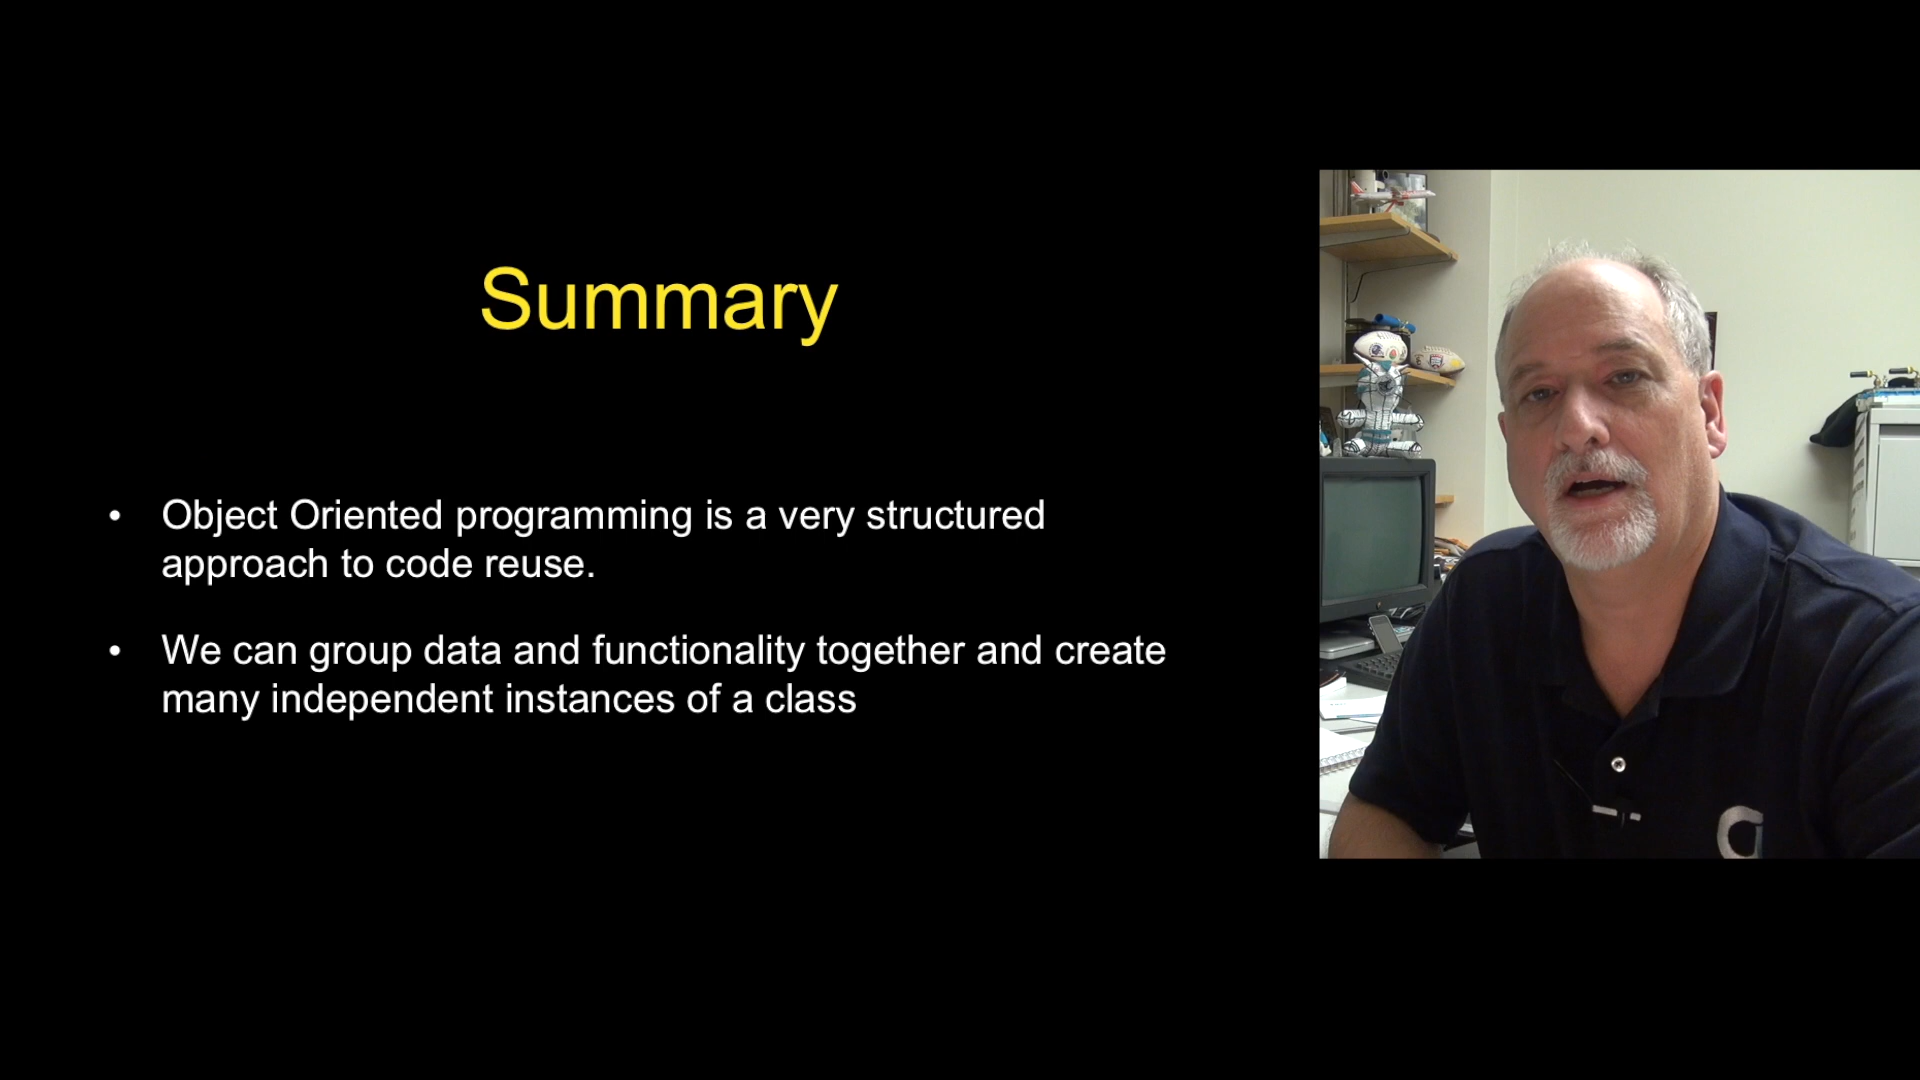 Summary
• Object Oriented programming is a very structured
approach to code reuse.
• We can group data and functionality together and create
many independent instances of a class